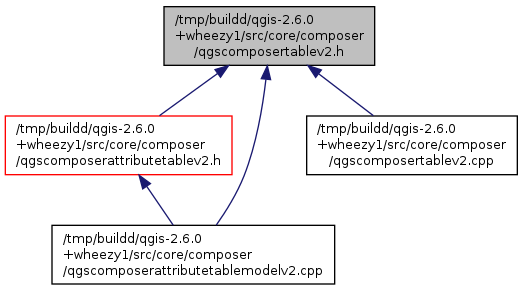 /tmp/buildd/qgis-2.6.0
+wheezy1/src/core/composer
/qgscomposertablev2.h
/tmp/buildd/qgis-2.6.0
+wheezy1/src/core/composer
/qgscomposerattributetablev2.h
/tmp/buildd/qgis-2.6.0
+wheezy1/src/core/composer
/qgscomposertablev2.cpp
/tmp/buildd/qgis-2.6.0
+wheezy1/src/core/composer
/qgscomposerattributetablemodelv2.cpp